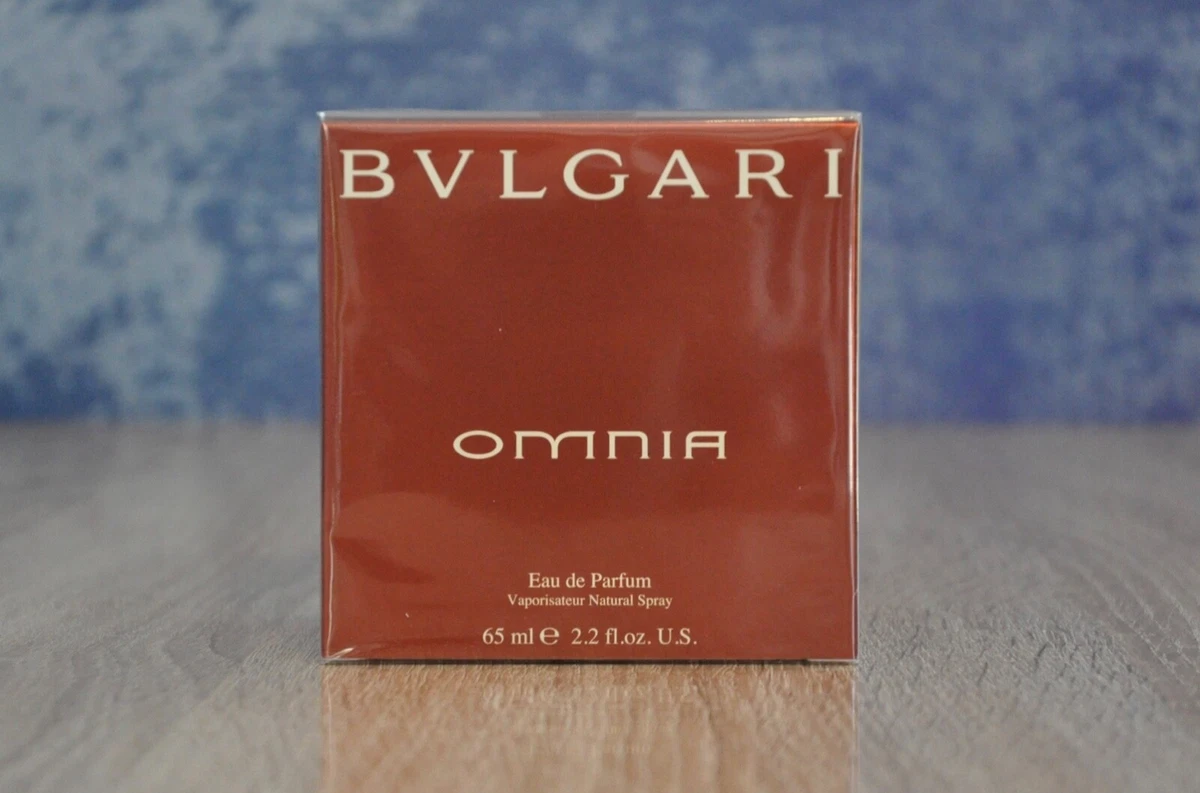 BVLGARI
OMNIA
Eau de Parfum
Vaporisateur Natural Spray
65 ml ℮ 2.2 fl.oz. U.S.